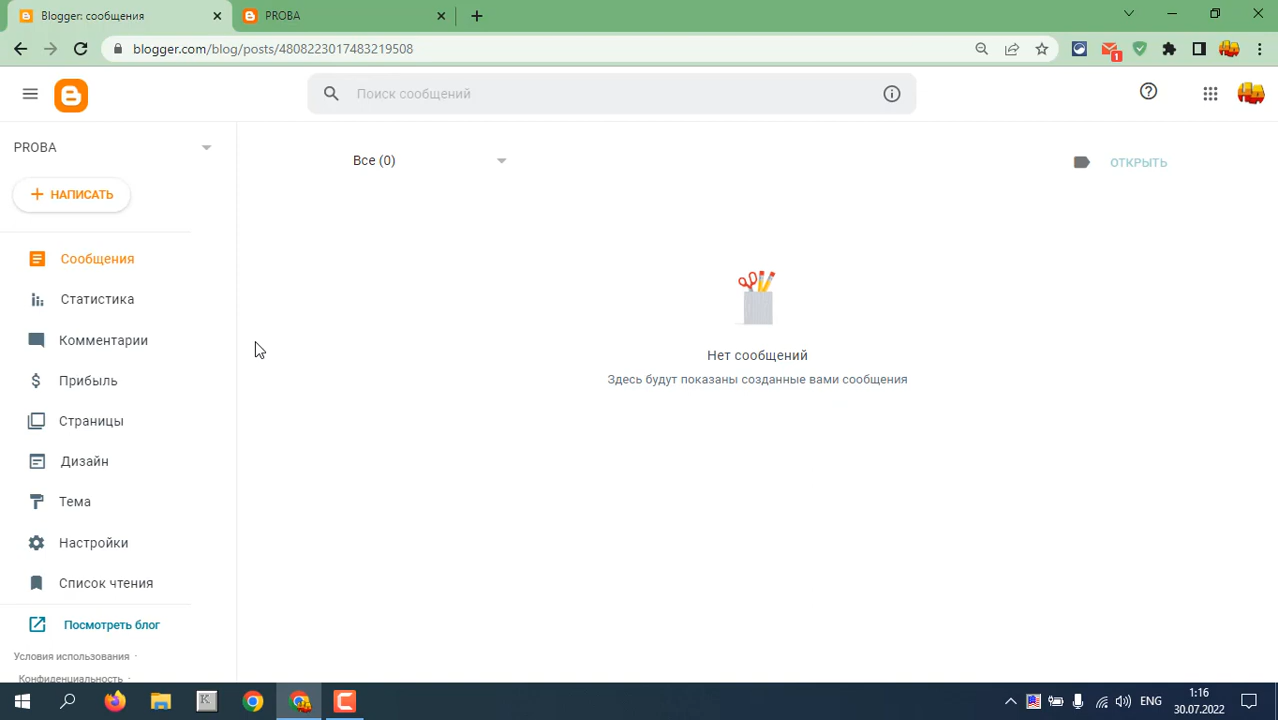 Blogger: сообщения
PROBA
blogger.com/blog/posts/4808223017483219508
1
Поиск сообщений
PROBA
Все (0)
ОТКРЫТЬ
НАПИСАТЬ
Сообщения
Статистика
Комментарии
Прибыль
Страницы
Дизайн
Тема
Настройки
Список чтения
Посмотреть блог
Условия использования ·
Конфиденциальность ·
Нет сообщений
Здесь будут показаны созданные вами сообщения
ENG
1:16
30.07.2022